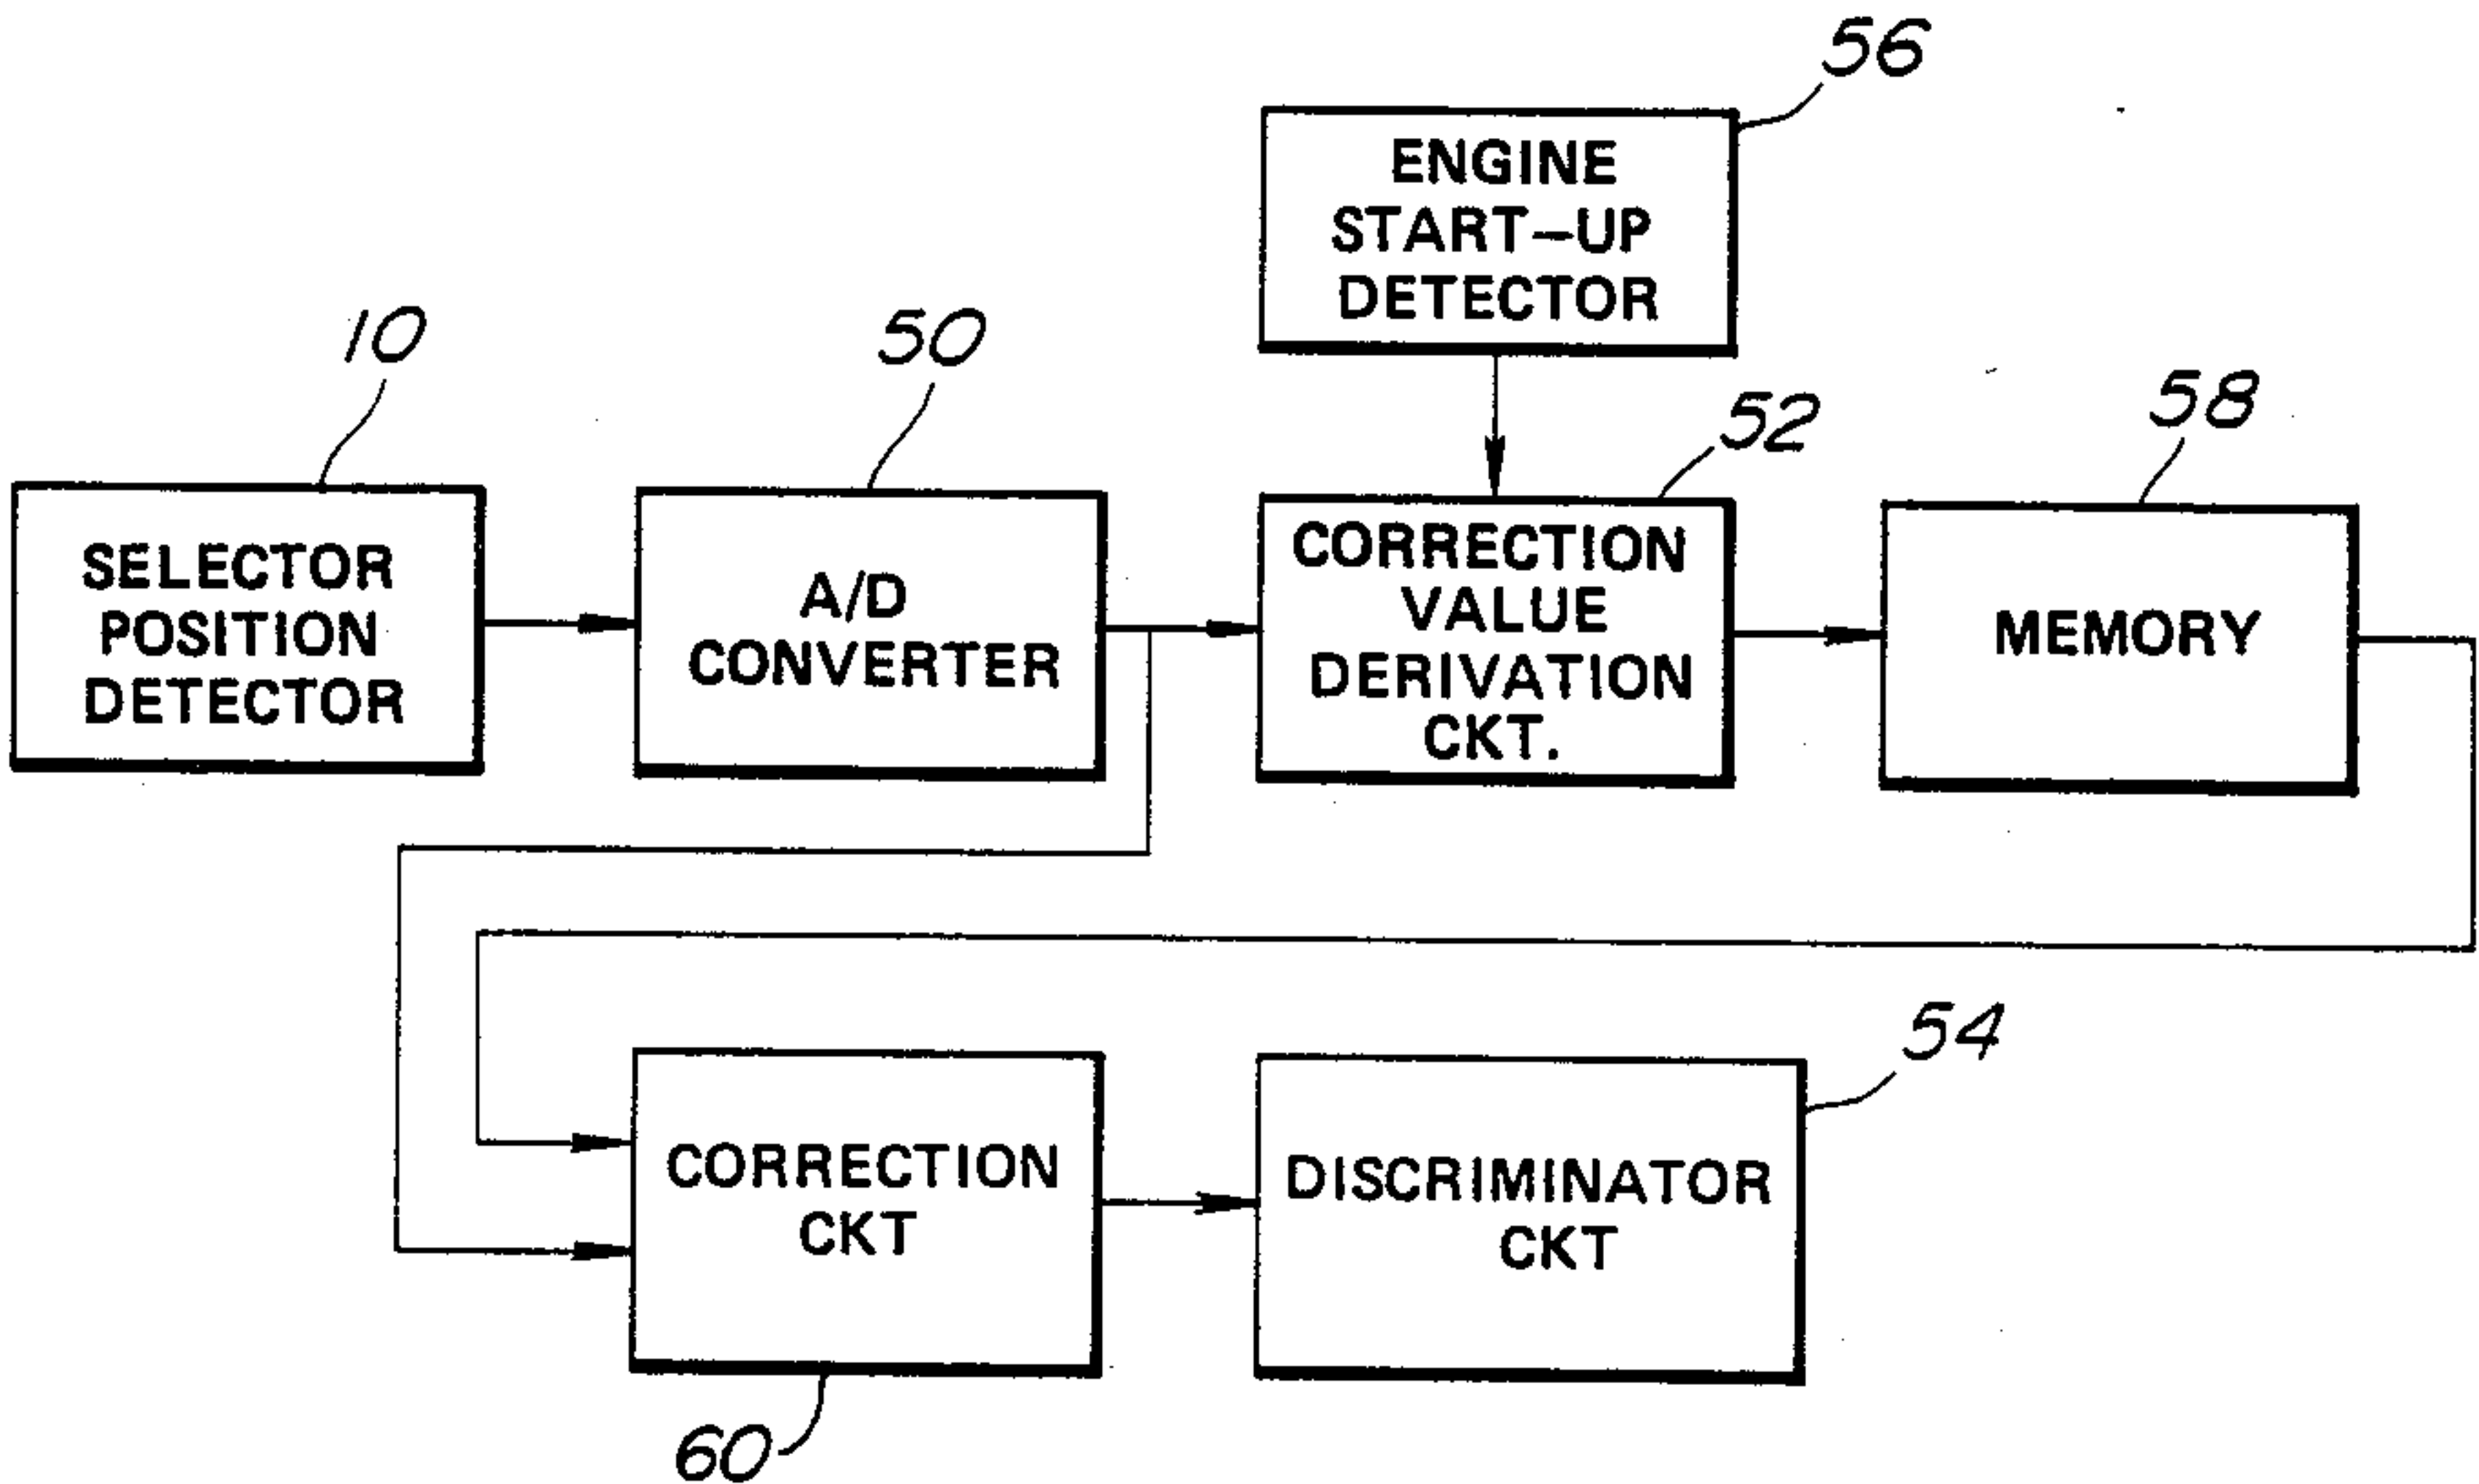 56
ENGINE
START-UP
DETECTOR
10
50
52
58
SELECTOR
POSITION
DETECTOR
A/D
CONVERTER
CORRECTION
VALUE
DERIVATION
CKT.
MEMORY
54
CORRECTION
CKT
DISCRIMINATOR
CKT
60